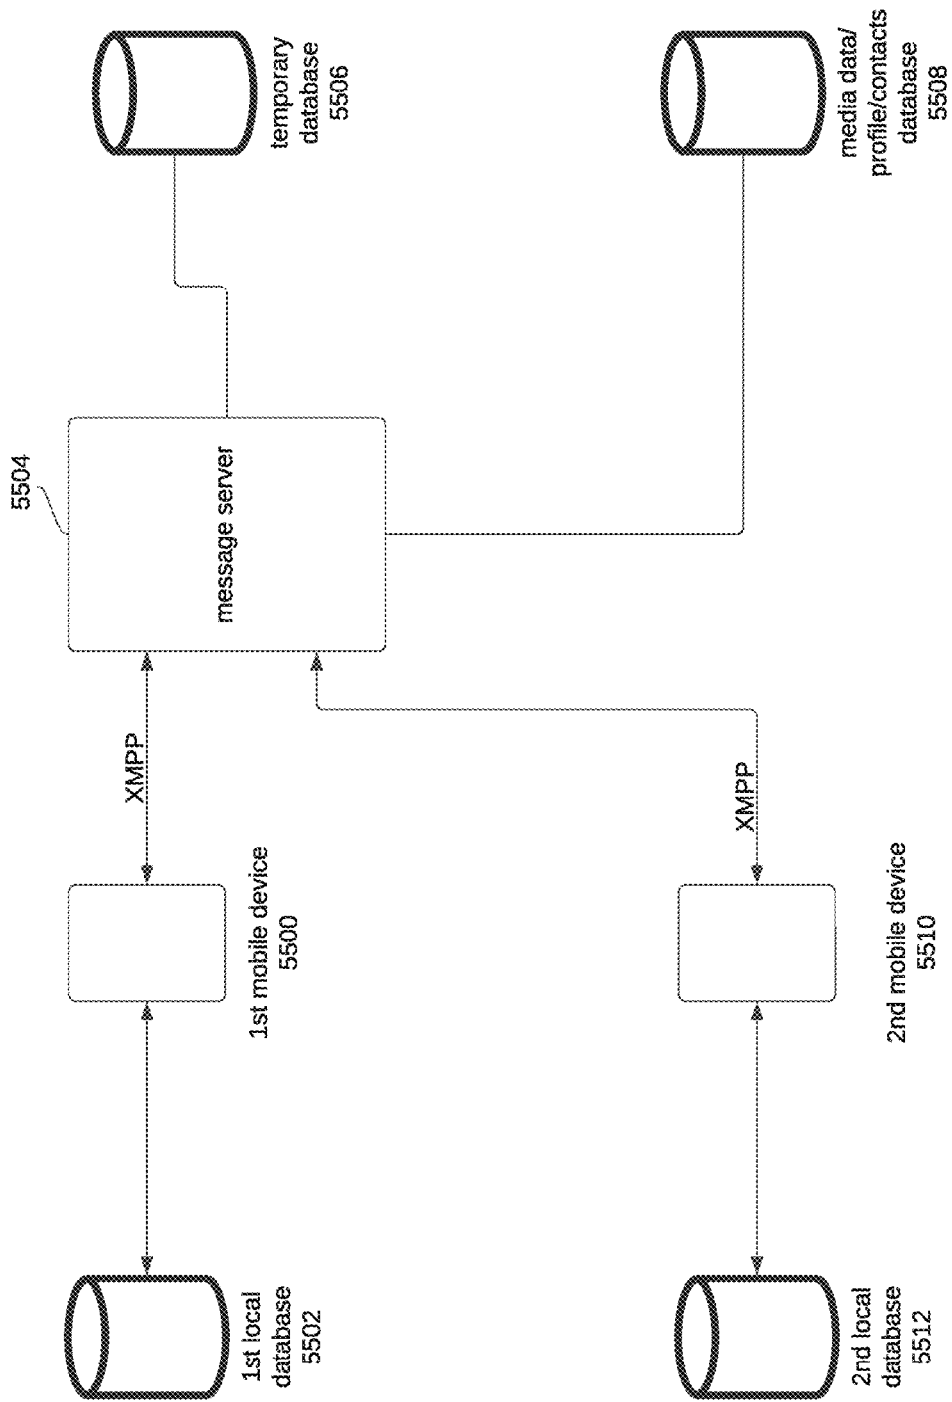 1st local
database
5502
1st mobile device
5500
XMPP
5504
message server
temporary
database
5506
2nd local
database
5512
2nd mobile device
5510
XMPP
media data/
profile/contacts
database
5508